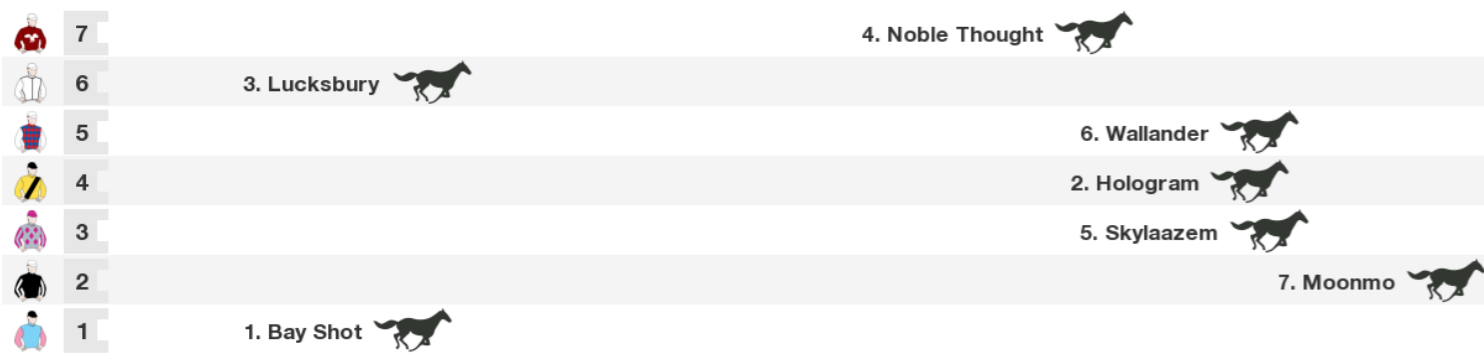 7 4. Noble Thought
6 3. Lucksbury
5 6. Wallander
4 2. Hologram
3 5. Skylaazem
2 7. Moonmo
1 1. Bay Shot